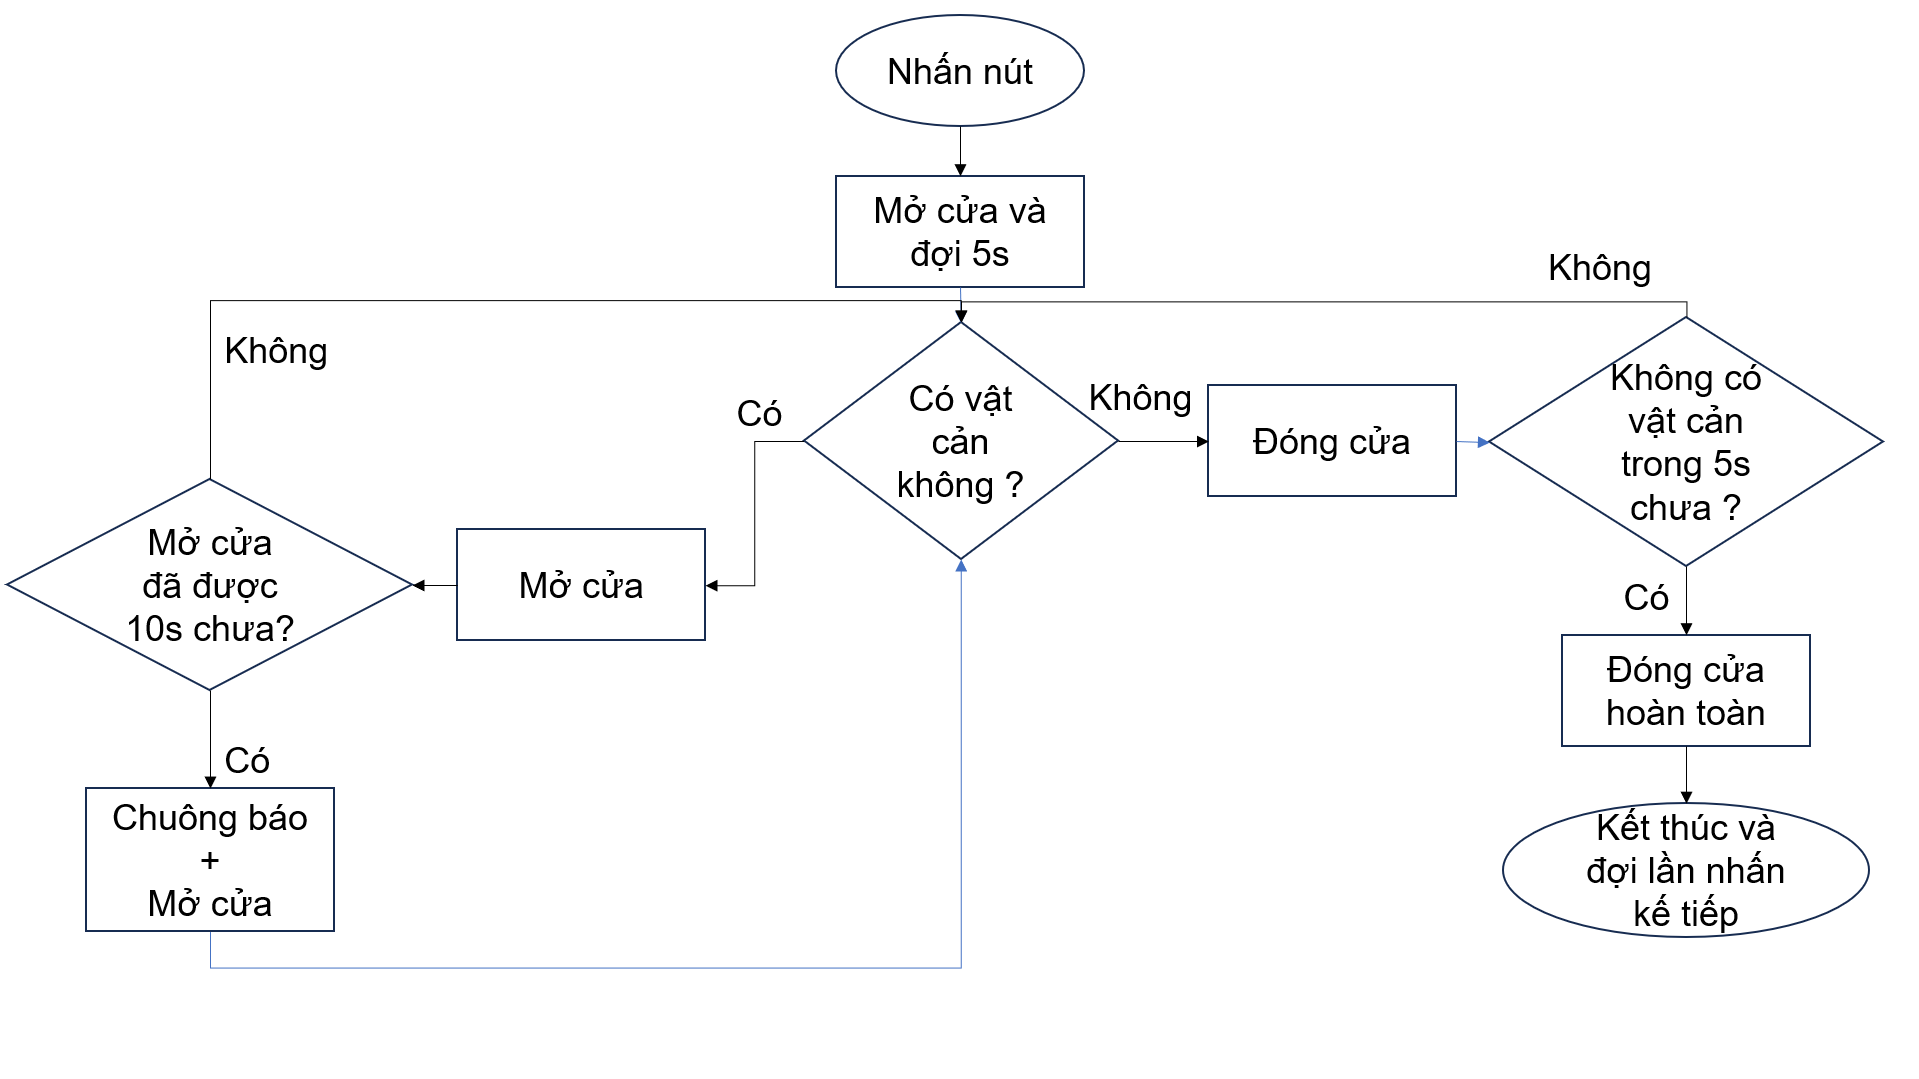 Nhấn nút
Mở cửa và
đợi 5s
Không
Không
Có vật
cản
không ?
Có
Không
Đóng cửa
Không có
vật cản
trong 5s
chưa ?
Mở cửa
đã được
10s chưa?
Mở cửa
Có
Đóng cửa
hoàn toàn
Có
Chuông báo
+
Mở cửa
Kết thúc và
đợi lần nhấn
kế tiếp